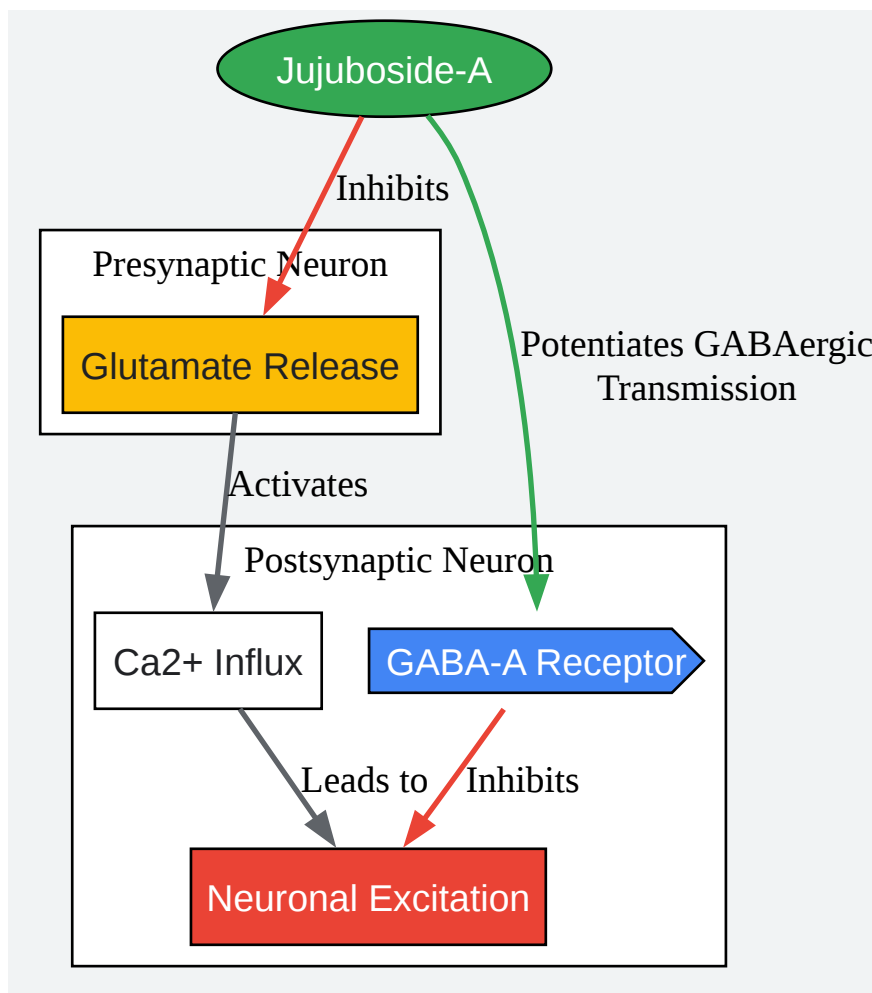 Jujuboside-A
Inhibits
Presynaptic Neuron
Glutamate Release
Potentiates GABAergic
Transmission
Activates
Postsynaptic Neuron
Ca2+ Influx
GABA-A Receptor
Leads to
Inhibits
Neuronal Excitation